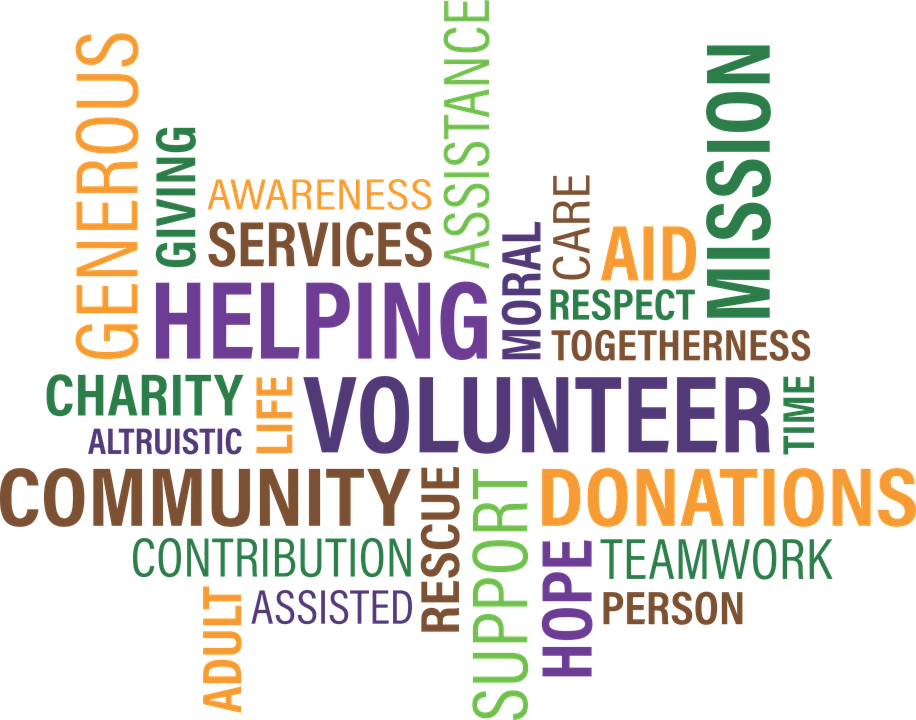 GENEROUS
GIVING
AWARENESS
SERVICES
ASSISTANCE
HELPING
MORAL
CARE
AID
RESPECT
MISSION
TOGETHERNESS
CHARITY
ALTRUISTIC
LIFE
VOLUNTEER
TIME
COMMUNITY
RESCUE
SUPPORT
DONATIONS
CONTRIBUTION
ADULT
ASSISTED
HOPE
TEAMWORK
PERSON